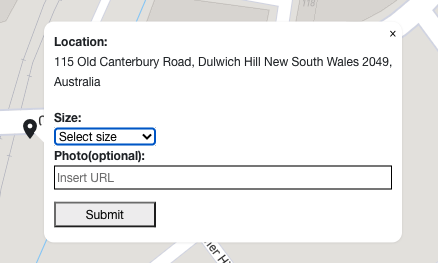 118
×
Location:
115 Old Canterbury Road, Dulwich Hill New South Wales 2049,
Australia
Size:
Select size
Photo(optional):
Insert URL
Submit